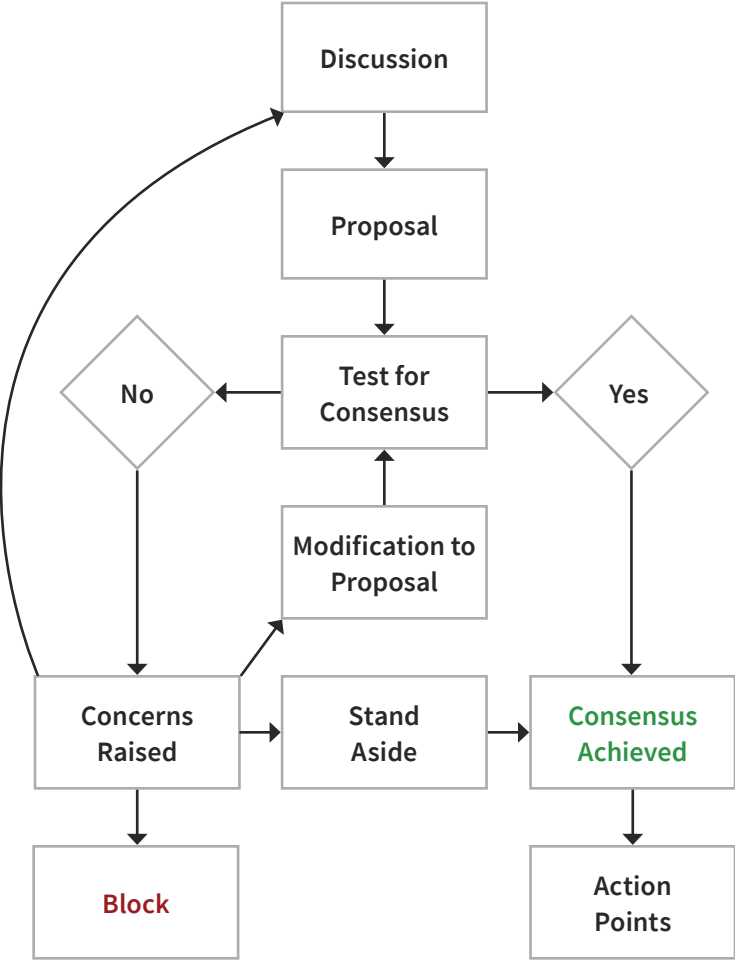 Discussion
Proposal
No
Test for
Consensus
Yes
Modification to
Proposal
Concerns
Raised
Stand
Aside
Consensus
Achieved
Block
Action
Points